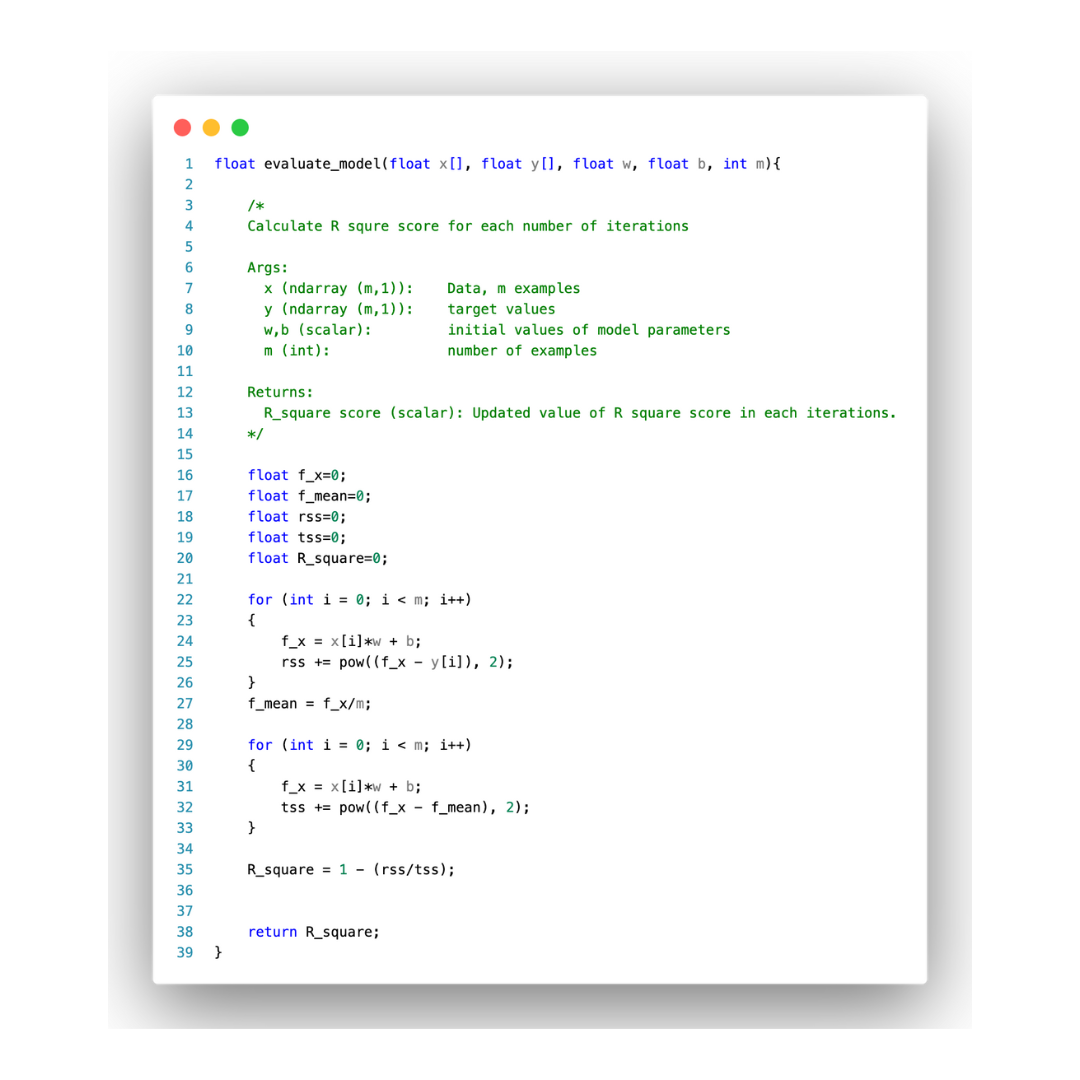 1 float evaluate_model(float x[], float y[], float w, float b, int m){
2
3     /*
4     Calculate R squre score for each number of iterations
5
6     Args:
7       x (ndarray (m,1)):    Data, m examples
8       y (ndarray (m,1)):    target values
9       w,b (scalar):         initial values of model parameters
10       m (int):              number of examples
11
12     Returns:
13       R_square score (scalar): Updated value of R square score in each iterations.
14     */
15
16     float f_x=0;
17     float f_mean=0;
18     float rss=0;
19     float tss=0;
20     float R_square=0;
21
22     for (int i = 0; i < m; i++)
23     {
24         f_x = x[i]*w + b;
25         rss += pow((f_x - y[i]), 2);
26     }
27     f_mean = f_x/m;
28
29     for (int i = 0; i < m; i++)
30     {
31         f_x = x[i]*w + b;
32         tss += pow((f_x - f_mean), 2);
33     }
34
35     R_square = 1 - (rss/tss);
36
37
38     return R_square;
39 }